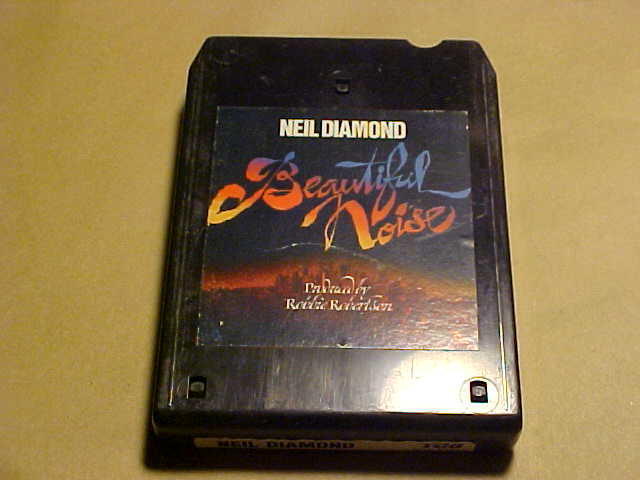 NEIL DIAMOND
Beautiful
Noise
Produced by
Robbie Robertson
NEIL DIAMOND